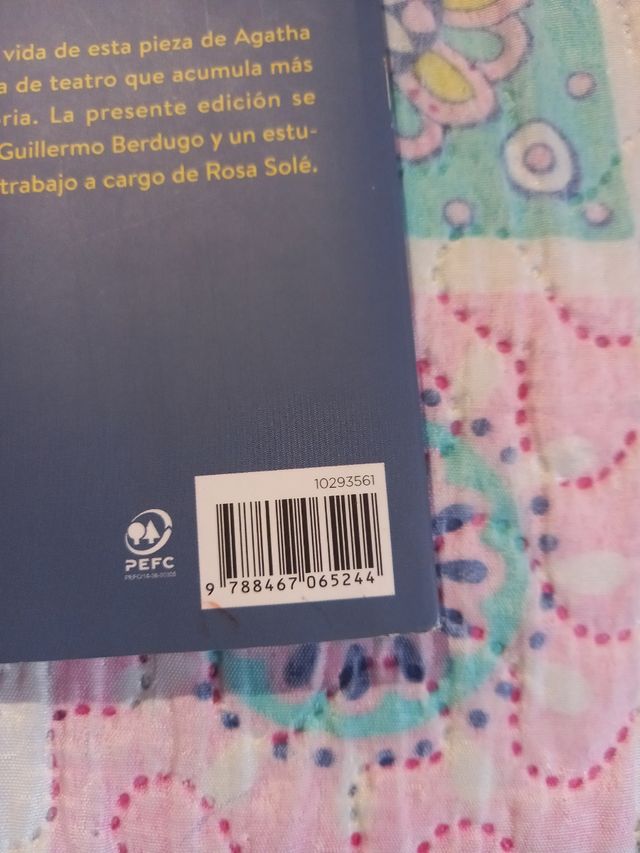 vida de esta pieza de Agatha
a de teatro que acumula más
oria. La presente edición se
Guillermo Berdugo y un estu-
trabajo a cargo de Rosa Solé.
10293561
9 788467 065244
PEFC